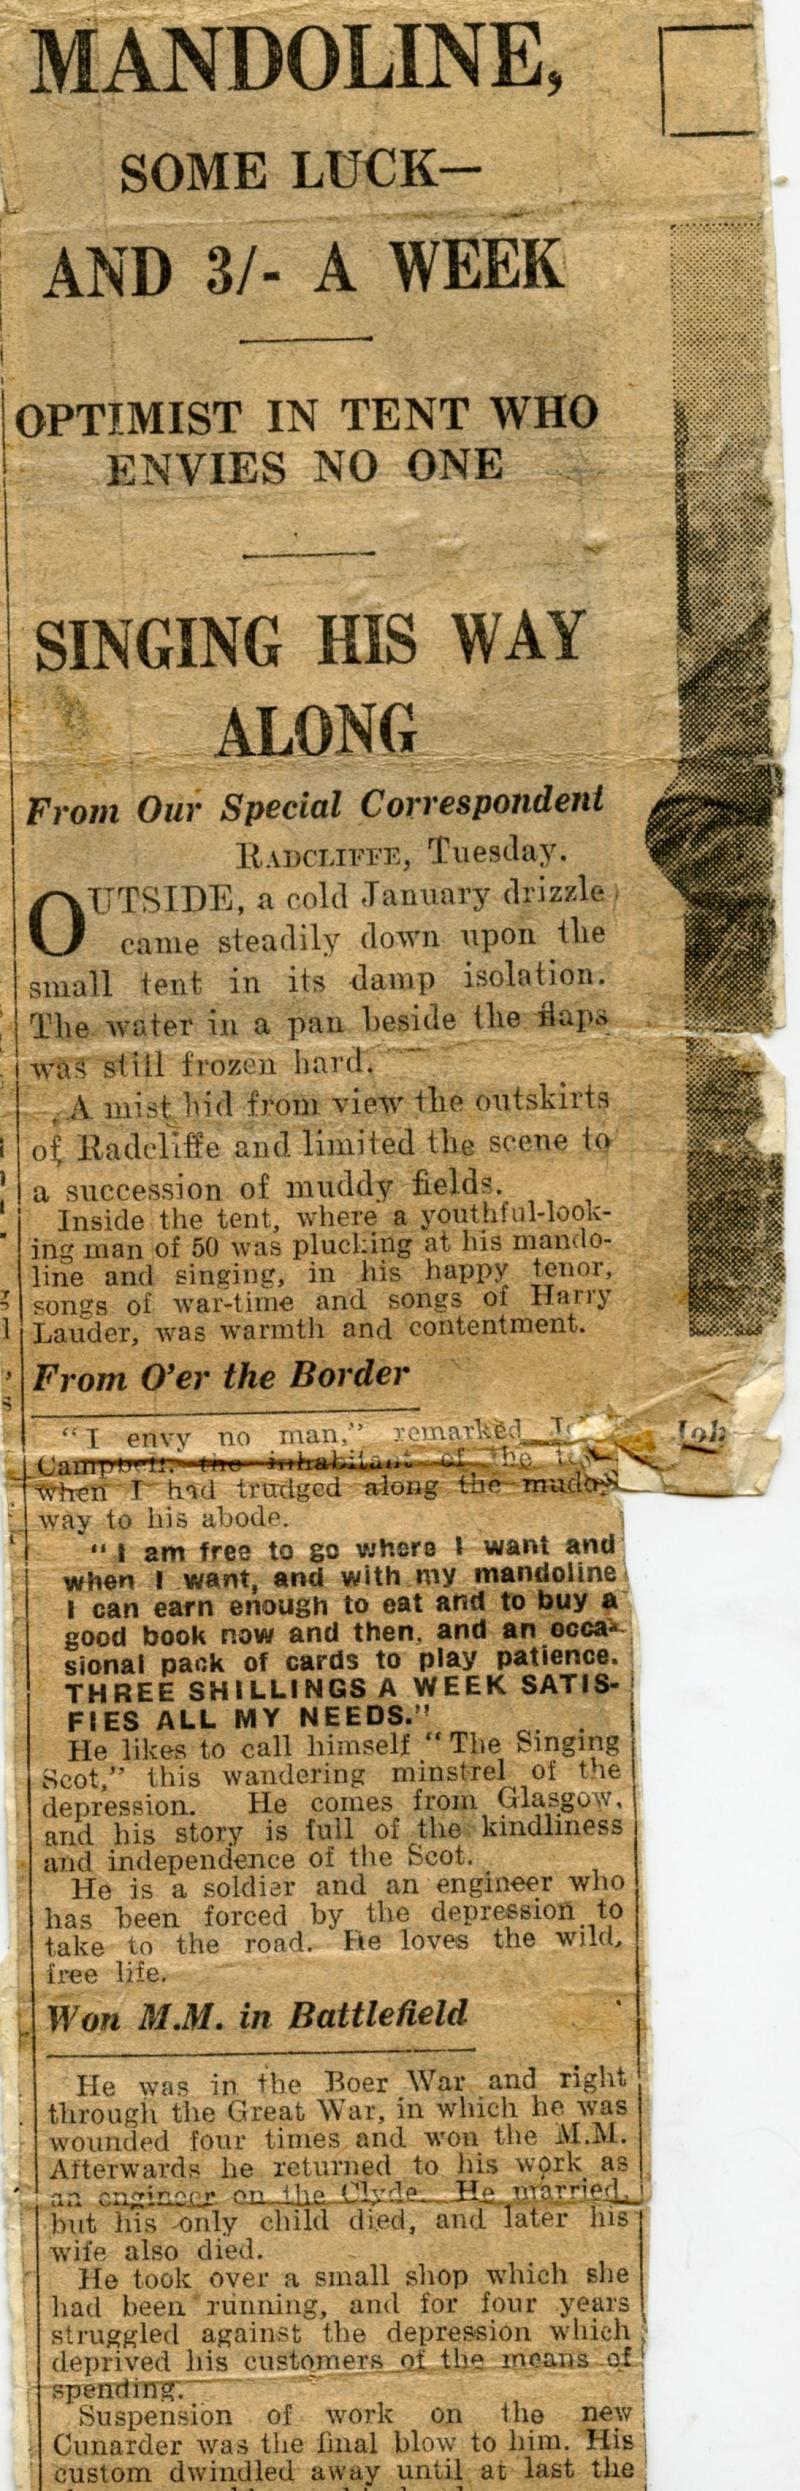 MANDOLINE,
SOME LUCK—
AND 3/- A WEEK
OPTIMIST IN TENT WHO
ENVIES NO ONE
SINGING HIS WAY
ALONG
From Our Special Correspondent
RADCLIFFE, Tuesday.
OUTSIDE, a cold January drizzle
came steadily down upon the
small tent in its damp isolation.
The water in a pan beside the flaps
was still frozen hard.
A mist hid from view the outskirts
of Radcliffe and limited the scene to
a succession of muddy fields.
Inside the tent, where a youthful-look-
ing man of 50 was plucking at his mando-
line and singing, in his happy tenor,
songs of war-time and songs of Harry
Lauder, was warmth and contentment.
From O'er the Border
"I envy no man," remarked
Campbell, the inhabitant of the
when I had trudged along the muddy
way to his abode.
"I am free to go where I want and
when I want, and with my mandoline
I can earn enough to eat and to buy a
good book now and then, and an occa-
sional pack of cards to play patience.
THREE SHILLINGS A WEEK SATIS-
FIES ALL MY NEEDS."
He likes to call himself "The Singing
Scot," this wandering minstrel of the
depression. He comes from Glasgow,
and his story is full of the kindliness
and independence of the Scot.
He is a soldier and an engineer who
has been forced by the depression to
take to the road. He loves the wild,
free life.
Won M.M. in Battlefield
He was in the Boer War and right
through the Great War, in which he was
wounded four times and won the M.M.
Afterwards he returned to his work as
an engineer on the Clyde. He married,
but his only child died, and later his
wife also died.
He took over a small shop which she
had been running, and for four years
struggled against the depression which
deprived his customers of the means of
spending.
Suspension of work on the new
Cunarder was the final blow to him. His
custom dwindled away until at last the
Joh